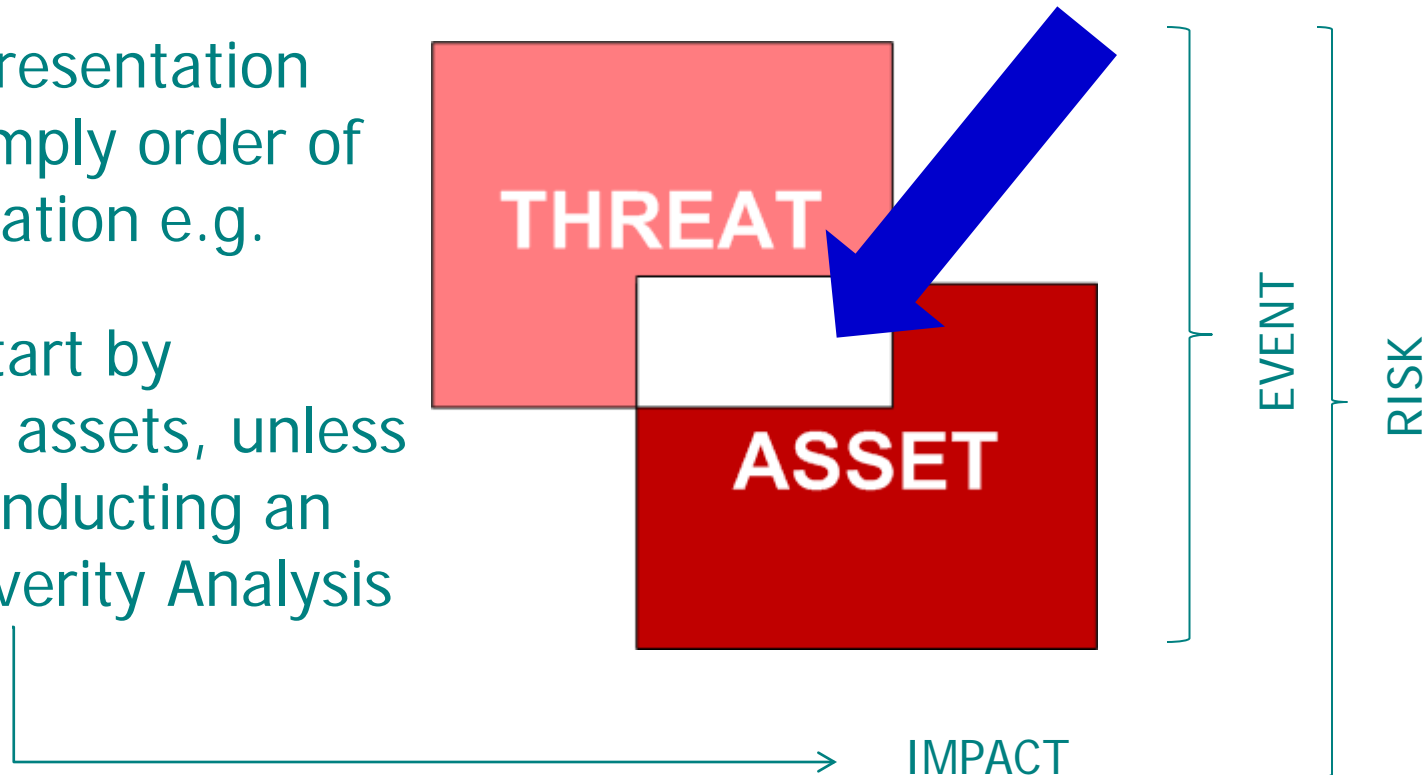 resentation
mply order of
ation e.g.
tart by
assets, unless
nducting an
verity Analysis
THREAT
ASSET
EVENT
RISK
IMPACT